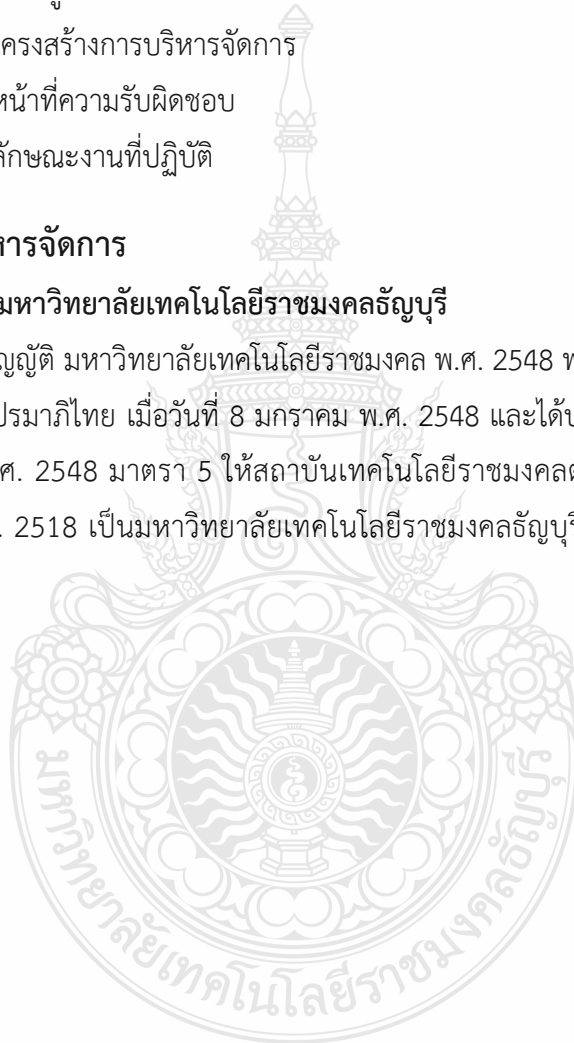 ครงสร้างการบริหารจัดการ
หน้าที่ความรับผิดชอบ
ลักษณะงานที่ปฏิบัติ
หารจัดการ
มหาวิทยาลัยเทคโนโลยีราชมงคลธัญบุรี
ญญัติ มหาวิทยาลัยเทคโนโลยีราชมงคล พ.ศ. 2548 พ
ปรมาภิไทย เมื่อวันที่ 8 มกราคม พ.ศ. 2548 และได้บ
ศ. 2548 มาตรา 5 ให้สถาบันเทคโนโลยีราชมงคลต
. 2518 เป็นมหาวิทยาลัยเทคโนโลยีราชมงคลธัญบุรี
มหาวิทยาลัยเทคโนโลยีราชมงคลธัญบุรี